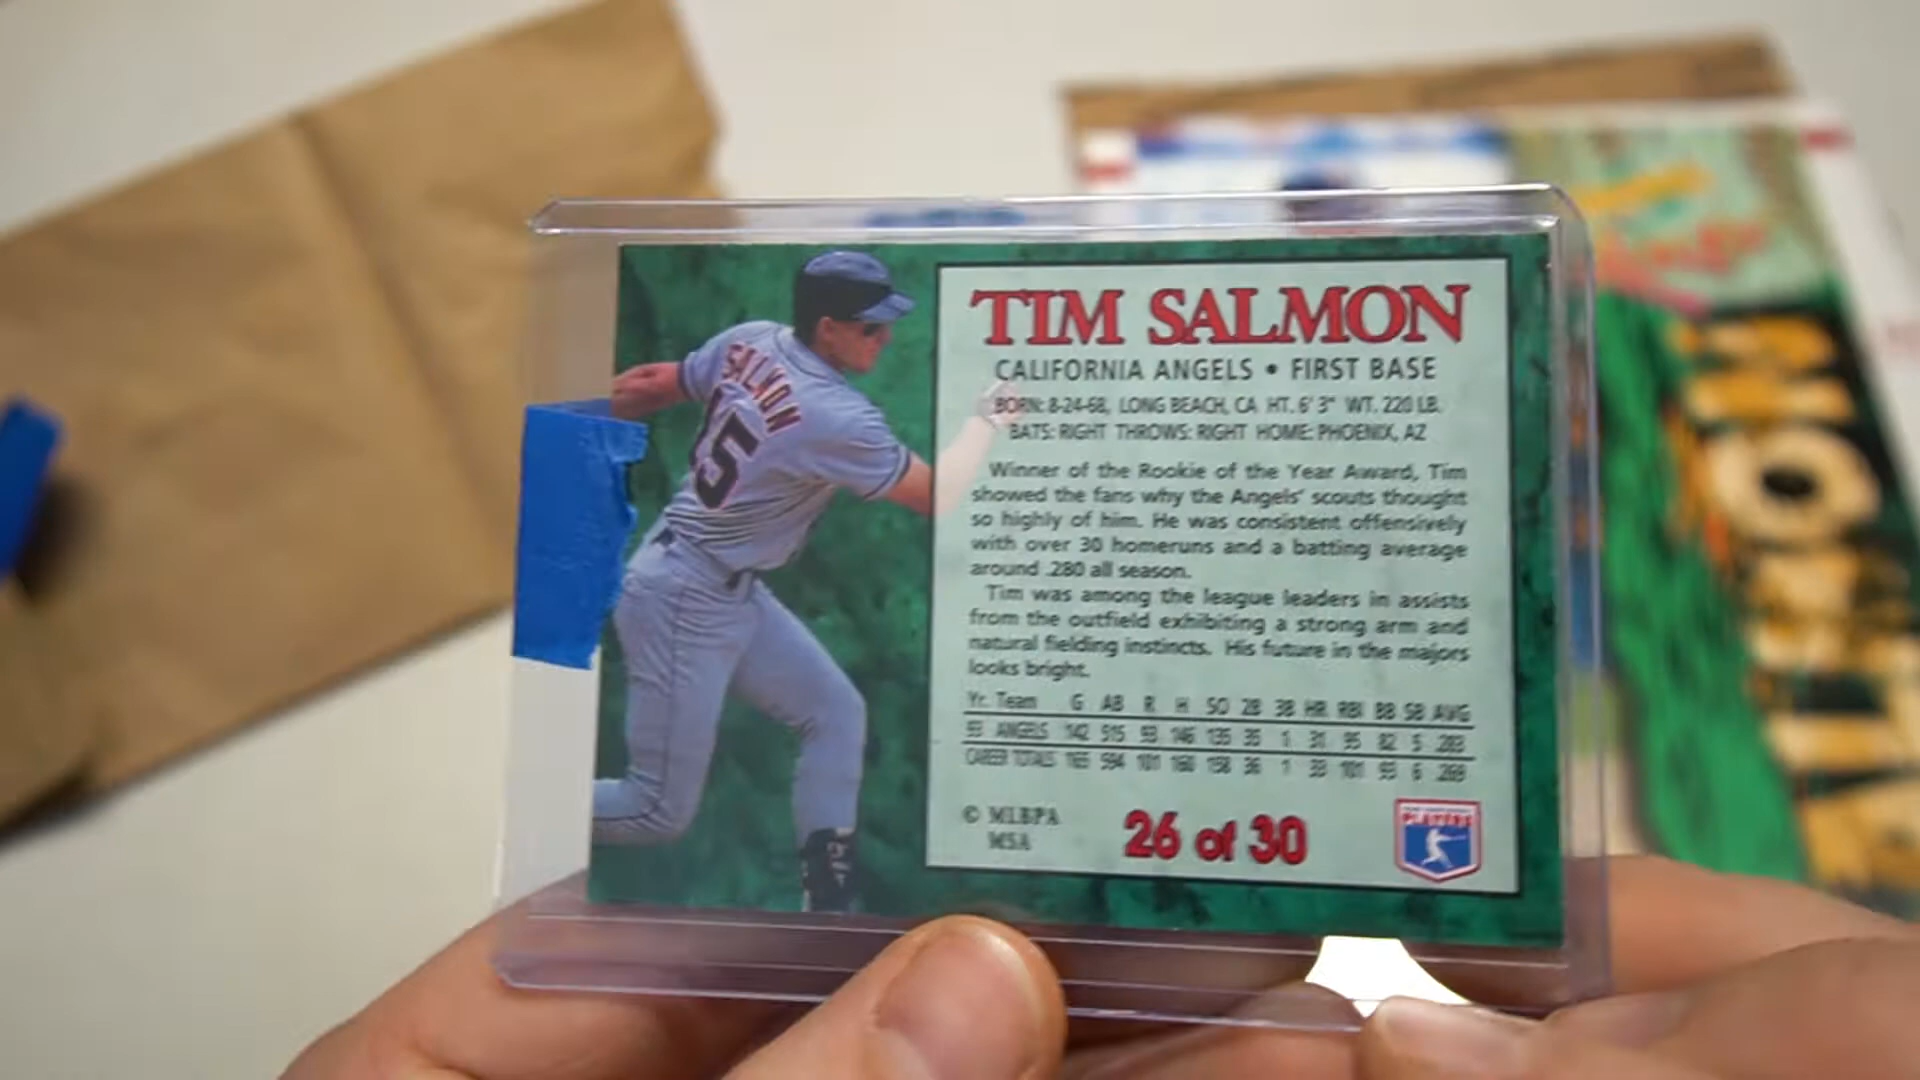 TIM SALMON
CALIFORNIA ANGELS • FIRST BASE
BORN: 8-24-68, LONG BEACH, CA HT. 6' 3" WT. 220 LB.
BATS: RIGHT THROWS: RIGHT HOME: PHOENIX, AZ
Winner of the Rookie of the Year Award, Tim
showed the fans why the Angels' scouts thought
so highly of him. He was consistent offensively
with over 30 homeruns and a batting average
around .280 all season.
Tim was among the league leaders in assists
from the outfield exhibiting a strong arm and
natural fielding instincts. His future in the majors
looks bright.
Yr. Team G AB R H SO 2B 3B HR RBI BB SB AVG
93 ANGELS 142 515 93 146 135 35 1 31 95 82 5 .283
CAREER TOTALS 165 594 101 160 158 36 1 33 101 93 6 .269
© MLBPA
MSA
26 of 30
PLAYERS
SALMON
15